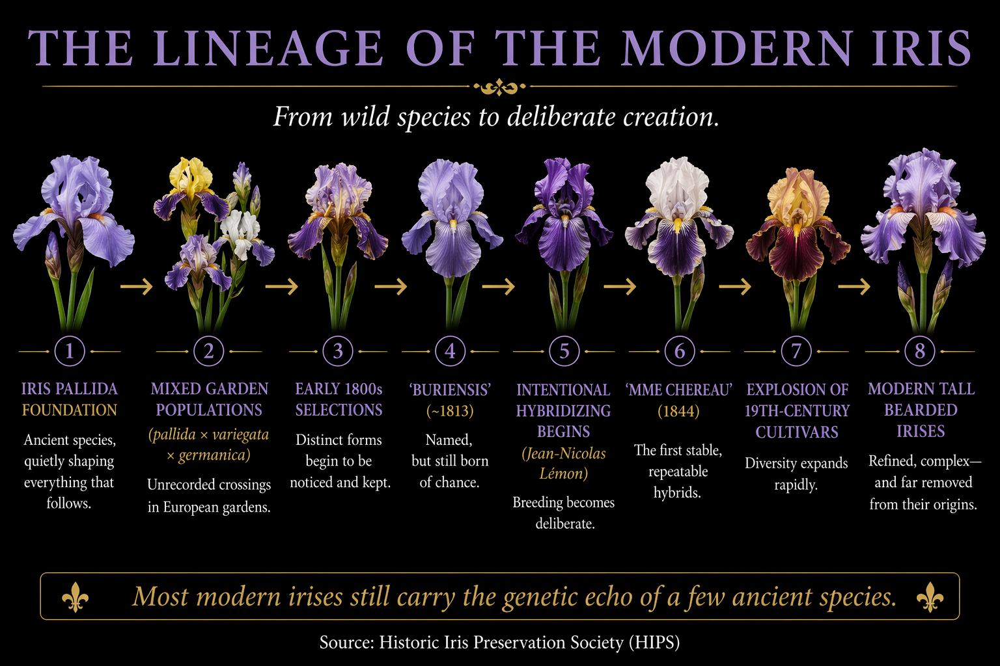 THE LINEAGE OF THE MODERN IRIS
From wild species to deliberate creation.
1
IRIS PALLIDA
FOUNDATION
Ancient species,
quietly shaping
everything that
follows.
2
MIXED GARDEN
POPULATIONS
(pallida × variegata
× germanica)
Unrecorded crossings
in European gardens.
3
EARLY 1800s
SELECTIONS
Distinct forms
begin to be
noticed and kept.
4
‘BURIENSIS’
(~1813)
Named,
but still born
of chance.
5
INTENTIONAL
HYBRIDIZING
BEGINS
(Jean-Nicolas
Lémon)
Breeding becomes
deliberate.
6
‘MME CHEREAU’
(1844)
The first stable,
repeatable
hybrids.
7
EXPLOSION OF
19TH-CENTURY
CULTIVARS
Diversity expands
rapidly.
8
MODERN TALL
BEARDED
IRISES
Refined, complex—
and far removed
from their origins.
Most modern irises still carry the genetic echo of a few ancient species.
Source: Historic Iris Preservation Society (HIPS)